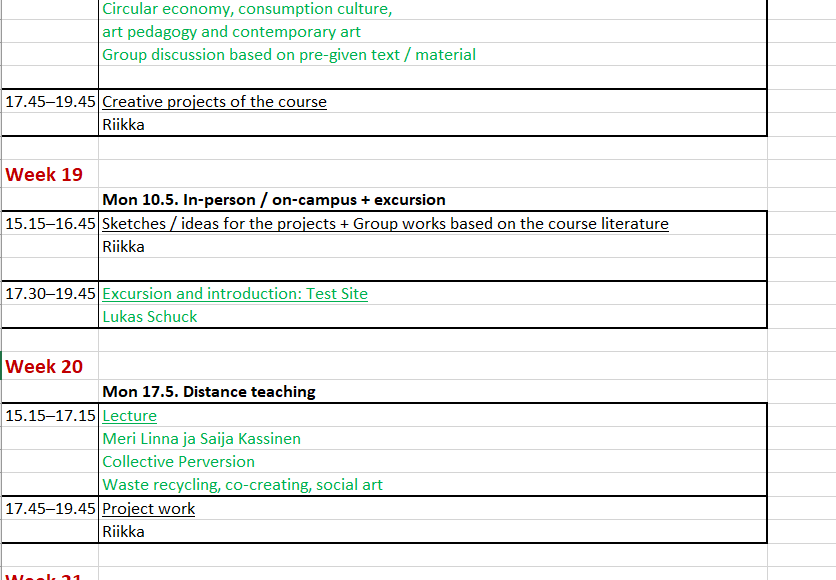 Circular economy, consumption culture,
art pedagogy and contemporary art
Group discussion based on pre-given text / material
17.45–19.45 Creative projects of the course
Riikka
Week 19
Mon 10.5. In-person / on-campus + excursion
15.15–16.45 Sketches / ideas for the projects + Group works based on the course literature
Riikka
17.30–19.45 Excursion and introduction: Test Site
Lukas Schuck
Week 20
Mon 17.5. Distance teaching
15.15–17.15 Lecture
Meri Linna ja Saija Kassinen
Collective Perversion
Waste recycling, co-creating, social art
17.45–19.45 Project work
Riikka
Week 21